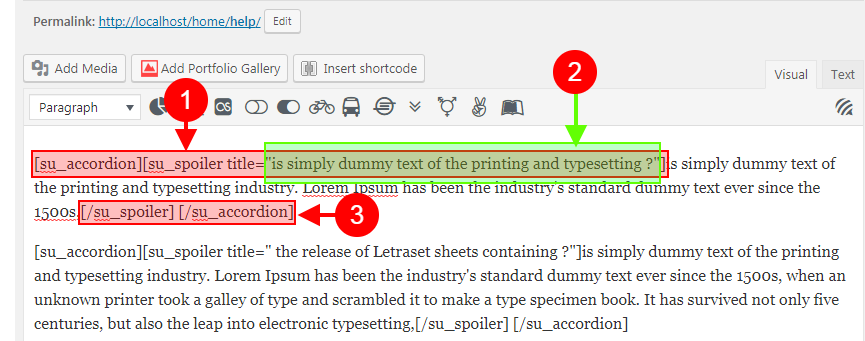 Permalink: http://localhost/home/help/ Edit
Add Media Add Portfolio Gallery Insert shortcode
Visual Text
2
Paragraph
1
[su_accordion][su_spoiler title="is simply dummy text of the printing and typesetting ?"]is simply dummy text of
the printing and typesetting industry. Lorem Ipsum has been the industry's standard dummy text ever since the
1500s,[/su_spoiler] [/su_accordion]
3
[su_accordion][su_spoiler title=" the release of Letraset sheets containing ?"]is simply dummy text of the printing
and typesetting industry. Lorem Ipsum has been the industry's standard dummy text ever since the 1500s, when an
unknown printer took a galley of type and scrambled it to make a type specimen book. It has survived not only five
centuries, but also the leap into electronic typesetting,[/su_spoiler] [/su_accordion]